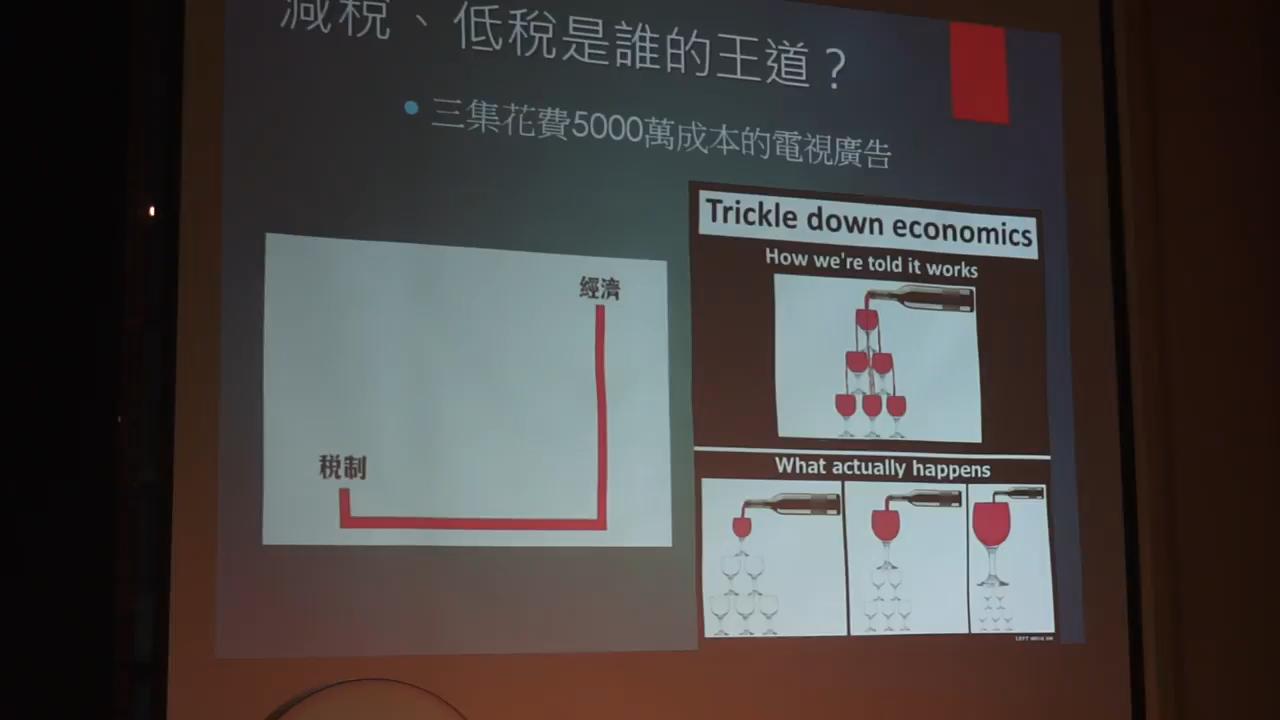 減稅、低稅是誰的王道？
三集花費5000萬成本的電視廣告
經濟
稅制
Trickle down economics
How we're told it works
What actually happens